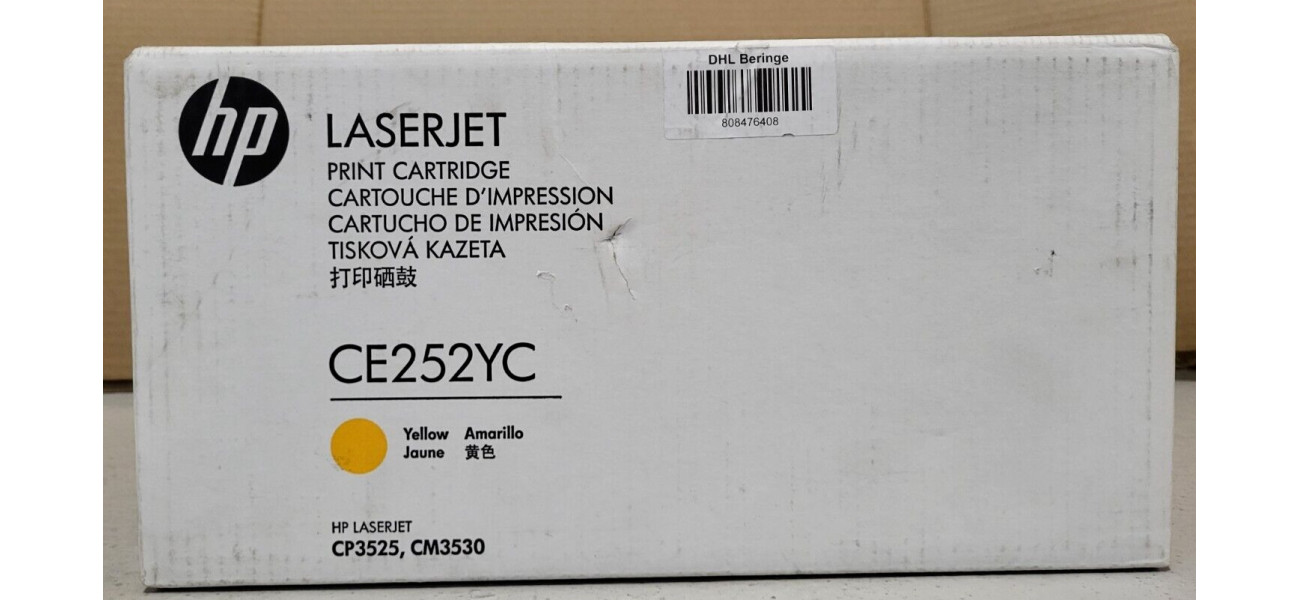 hp
LASERJET
PRINT CARTRIDGE
CARTOUCHE D'IMPRESSION
CARTUCHO DE IMPRESIÓN
TISKOVÁ KAZETA
打印硒鼓
DHL Beringe
808476408
CE252YC
Yellow Amarillo
Jaune 黄色
HP LASERJET
CP3525, CM3530